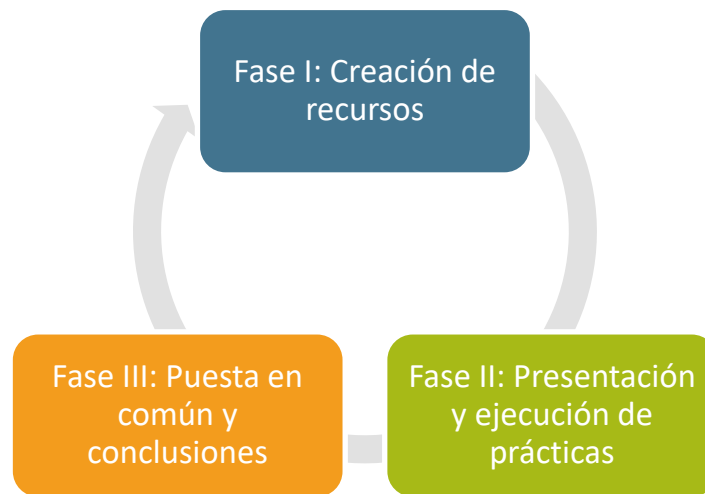 Fase I: Creación de
recursos
Fase III: Puesta en
común y
conclusiones
Fase II: Presentación
y ejecución de
prácticas